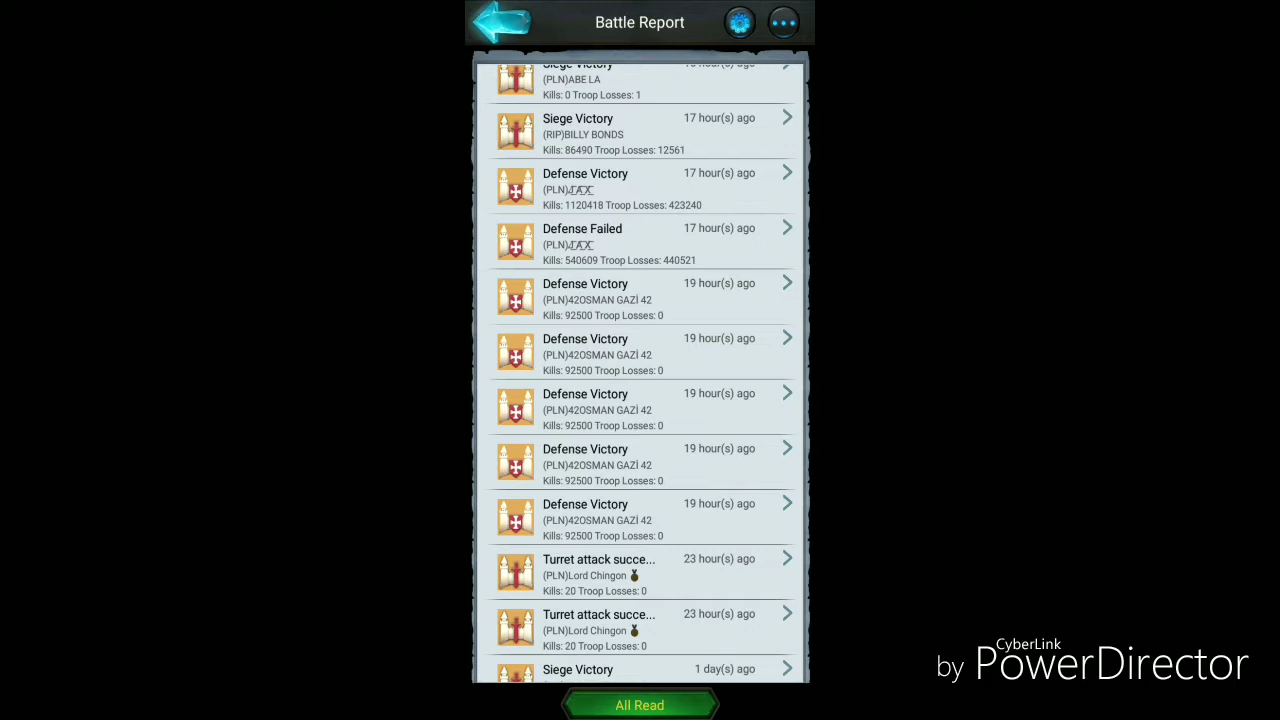 Battle Report
Siege Victory
(PLN)ABE LA
Kills: 0 Troop Losses: 1
Siege Victory 17 hour(s) ago
(RIP)BILLY BONDS
Kills: 86490 Troop Losses: 12561
Defense Victory 17 hour(s) ago
(PLN)
Kills: 1120418 Troop Losses: 423240
Defense Failed 17 hour(s) ago
(PLN)
Kills: 540609 Troop Losses: 440521
Defense Victory 19 hour(s) ago
(PLN)42OSMAN GAZİ 42
Kills: 92500 Troop Losses: 0
Defense Victory 19 hour(s) ago
(PLN)42OSMAN GAZİ 42
Kills: 92500 Troop Losses: 0
Defense Victory 19 hour(s) ago
(PLN)42OSMAN GAZİ 42
Kills: 92500 Troop Losses: 0
Defense Victory 19 hour(s) ago
(PLN)42OSMAN GAZİ 42
Kills: 92500 Troop Losses: 0
Defense Victory 19 hour(s) ago
(PLN)42OSMAN GAZİ 42
Kills: 92500 Troop Losses: 0
Turret attack succe... 23 hour(s) ago
(PLN)Lord Chingon
Kills: 20 Troop Losses: 0
Turret attack succe... 23 hour(s) ago
(PLN)Lord Chingon
Kills: 20 Troop Losses: 0
Siege Victory 1 day(s) ago
All Read
CyberLink
by PowerDirector